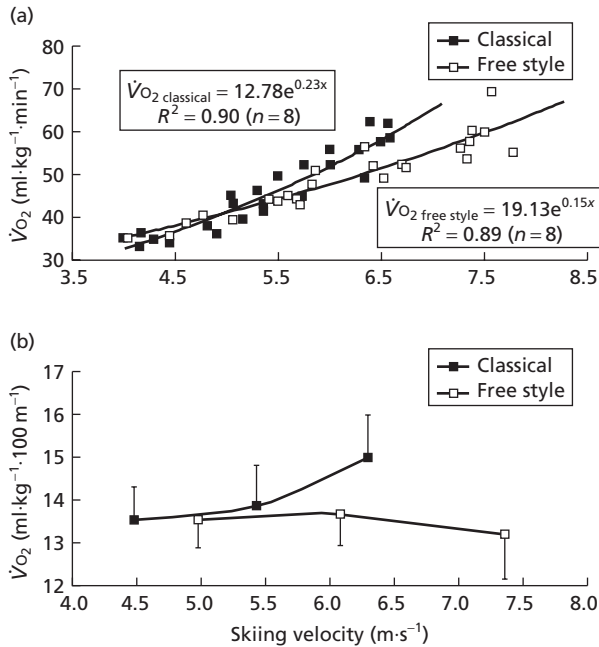 (a)
80
70
60
50
40
30
V̇O₂ (ml·kg⁻¹·min⁻¹)
V̇O₂ classical = 12.78e^0.23x
R² = 0.90 (n = 8)
Classical
Free style
V̇O₂ free style = 19.13e^0.15x
R² = 0.89 (n = 8)
3.5 4.5 5.5 6.5 7.5 8.5
(b)
17
16
15
14
13
12
V̇O₂ (ml·kg⁻¹·100 m⁻¹)
Classical
Free style
4.0 4.5 5.0 5.5 6.0 6.5 7.0 7.5 8.0
Skiing velocity (m·s⁻¹)